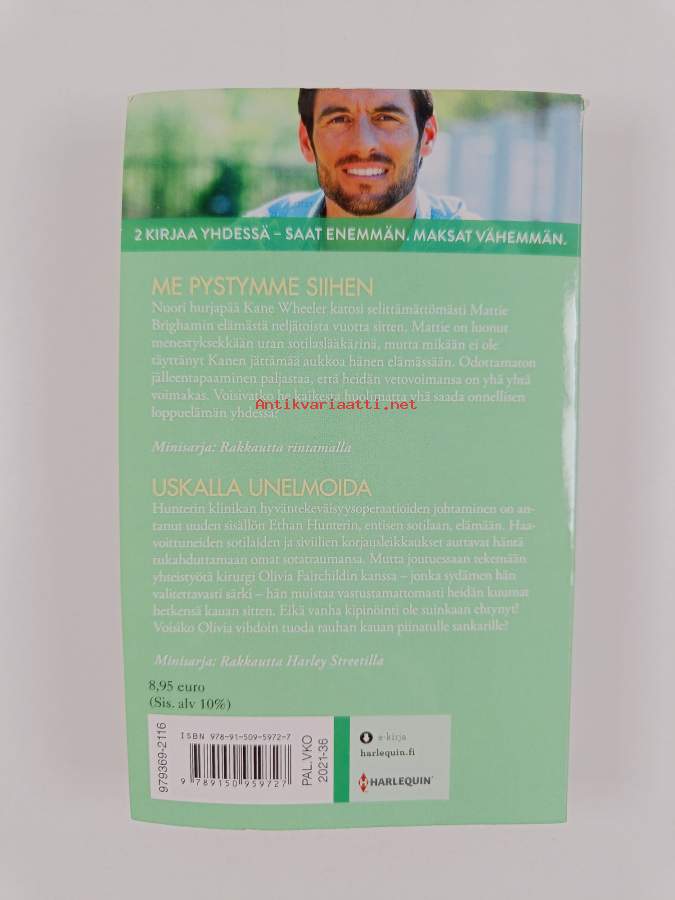 2 KIRJAA YHDESSÄ – SAAT ENEMMÄN. MAKSAT VÄHEMMÄN.
ME PYSTYMME SIIHEN
Nuori hurjapää Kane Wheeler katosi selittämättömästi Mattie
Brighamin elämästä neljätoista vuotta sitten. Mattie on luonut
menestyksekkään uran sotilaslääkärinä, mutta mikään ei ole
täyttänyt Kanen jättämää aukkoa hänen elämässään. Odottamaton
jälleentapaaminen paljastaa, että heidän vetovoimansa on yhä yhtä
voimakas. Voisivatko he kaikesta huolimatta yhä saada onnellisen
Antikvariaatti.net
loppuelämän yhdessä?
Minisarja: Rakkautta rintamalla
USKALLA UNELMOIDA
Hunterin klinikan hyväntekeväisyysoperaatioiden johtaminen on an-
tanut uuden sisällön Ethan Hunterin, entisen sotilaan, elämään. Haa-
voittuneiden sotilaiden ja siviilien korjausleikkaukset auttavat häntä
tukahduttamaan omat sotatraumansa. Mutta joutuessaan tekemään
yhteistyötä kirurgi Olivia Fairchildin kanssa – jonka sydämen hän
valitettavasti särki – hän muistaa vastustamattomasti heidän kuumat
hetkensä kauan sitten. Eikä vanha kipinöinti ole suinkaan ehtynyt!
Voisiko Olivia vihdoin tuoda rauhan kauan piinatulle sankarille?
Minisarja: Rakkautta Harley Streetillä
8,95 euro
(Sis. alv 10%)
979369-2116
ISBN 978-91-509-5972-7
9 789150 959727
PAL.VKO
2021-36
e-kirja
harlequin.fi
HARLEQUIN